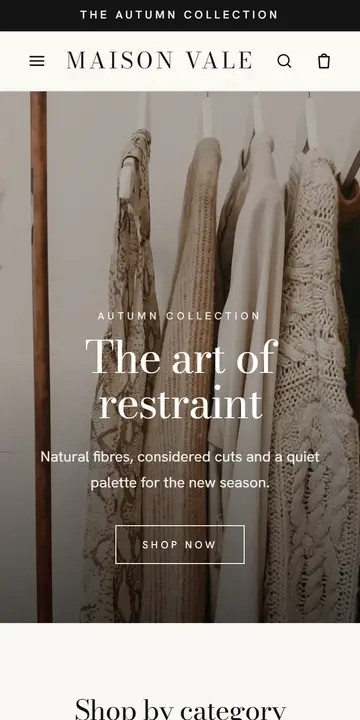 THE AUTUMN COLLECTION
MAISON VALE
AUTUMN COLLECTION
The art of
restraint
Natural fibres, considered cuts and a quiet
palette for the new season.
SHOP NOW
Shop by category